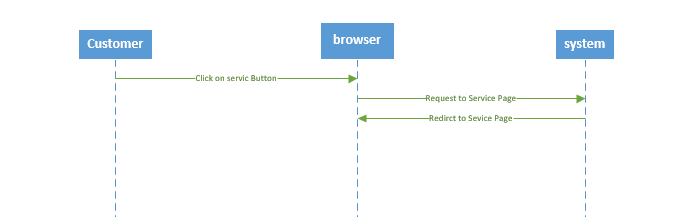 Customer
browser
system
Click on servic Button
Request to Service Page
Redirct to Sevice Page